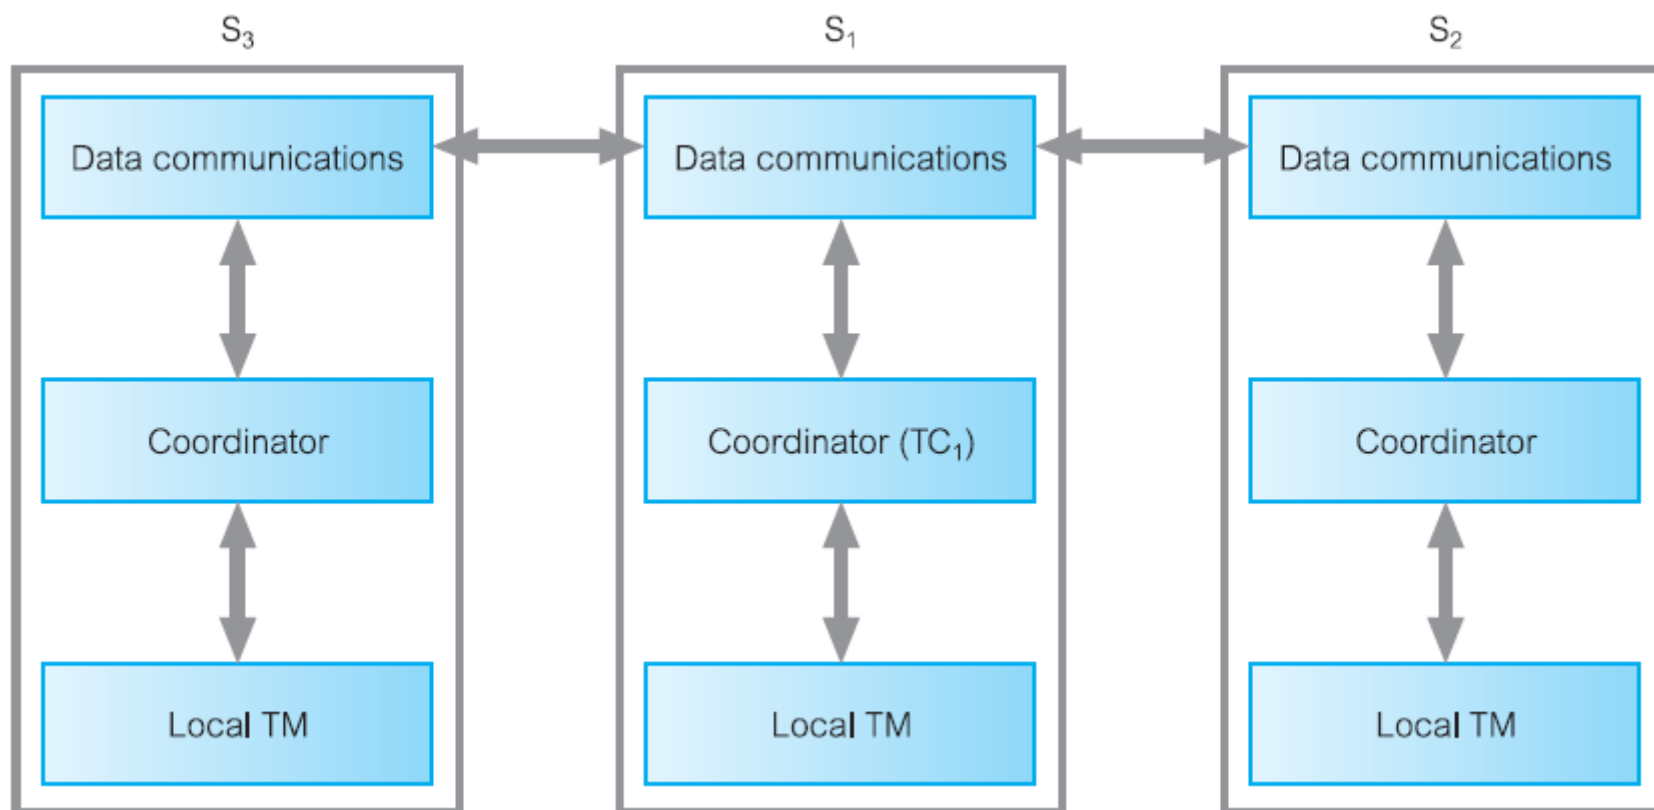 S₃
S₁
S₂
Data communications
Data communications
Data communications
Coordinator
Coordinator (TC₁)
Coordinator
Local TM
Local TM
Local TM